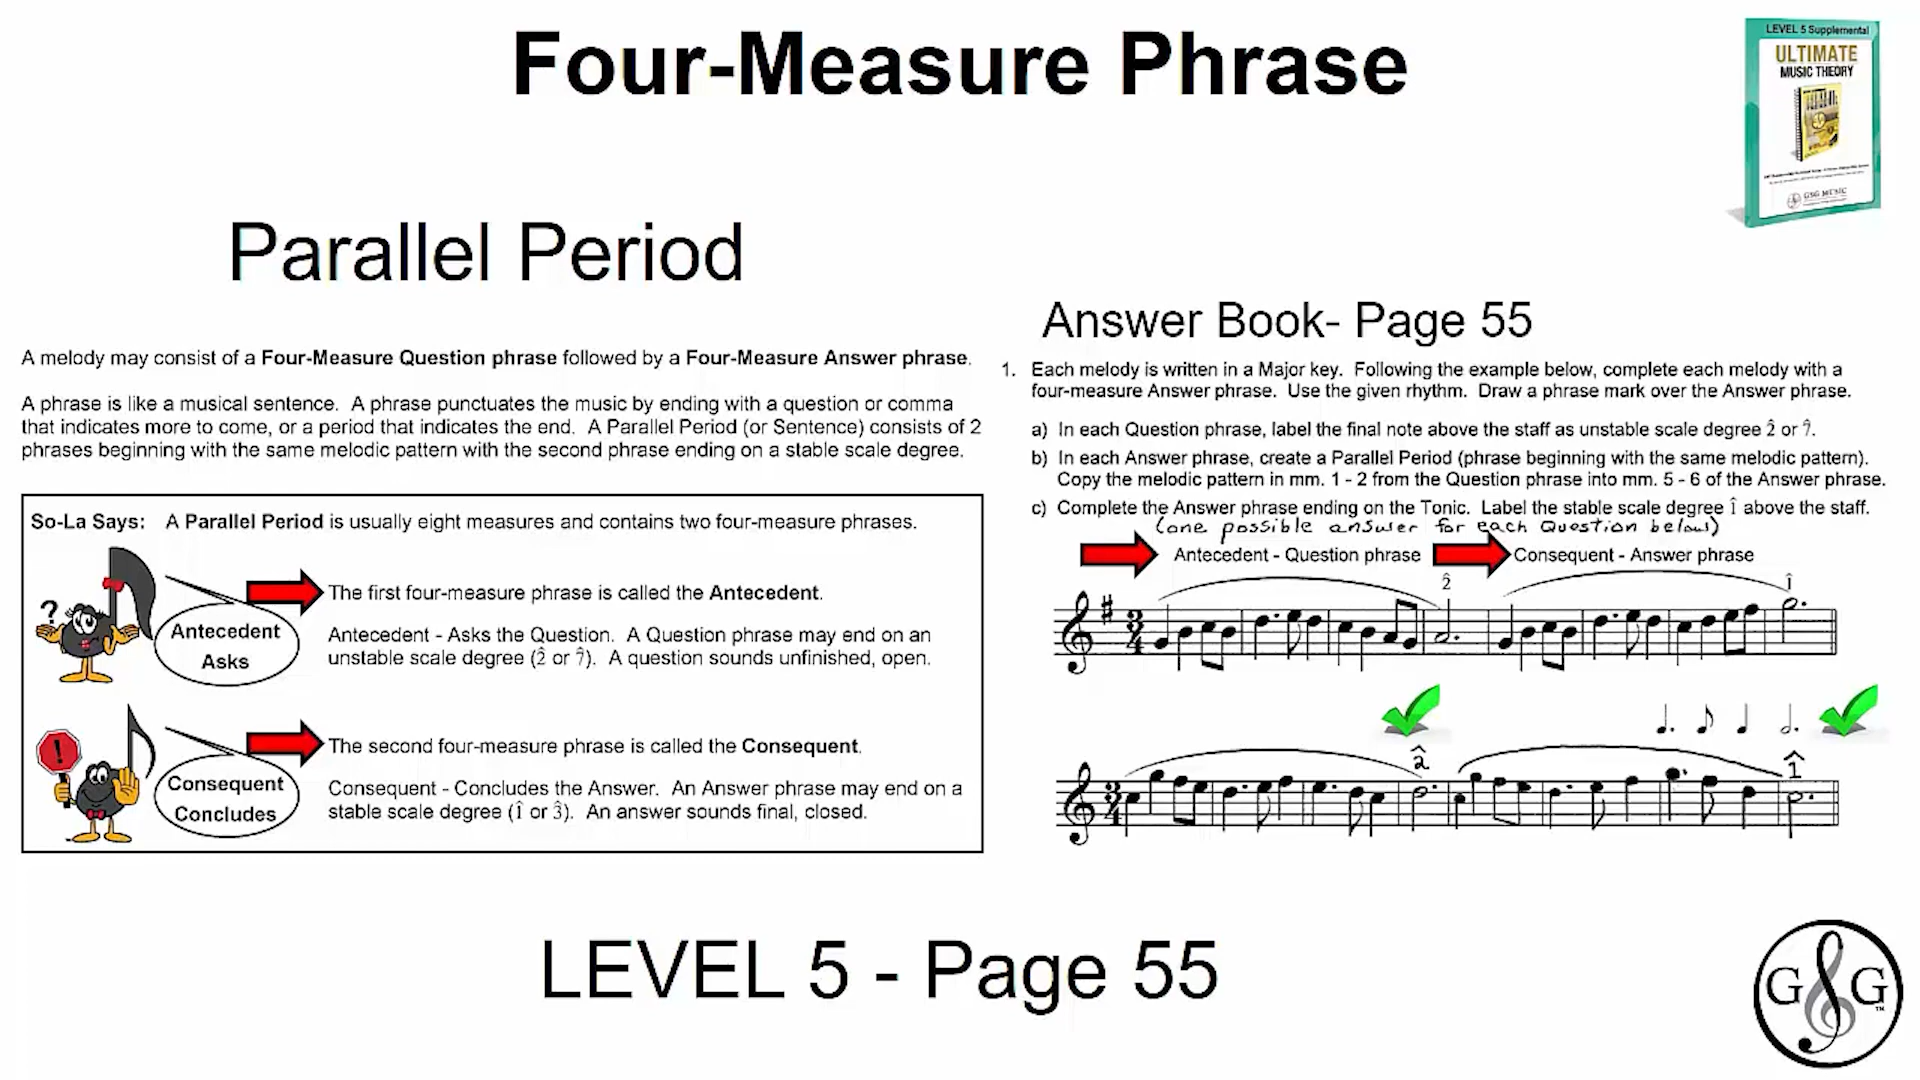 Four-Measure Phrase
LEVEL 5 Supplemental
ULTIMATE
MUSIC THEORY
GSG MUSIC
Parallel Period
A melody may consist of a Four-Measure Question phrase followed by a Four-Measure Answer phrase.
A phrase is like a musical sentence. A phrase punctuates the music by ending with a question or comma
that indicates more to come, or a period that indicates the end. A Parallel Period (or Sentence) consists of 2
phrases beginning with the same melodic pattern with the second phrase ending on a stable scale degree.
So-La Says: A Parallel Period is usually eight measures and contains two four-measure phrases.
?
Antecedent
Asks
The first four-measure phrase is called the Antecedent.
Antecedent - Asks the Question. A Question phrase may end on an
unstable scale degree (2̂ or 7̂). A question sounds unfinished, open.
!
Consequent
Concludes
The second four-measure phrase is called the Consequent.
Consequent - Concludes the Answer. An Answer phrase may end on a
stable scale degree (1̂ or 3̂). An answer sounds final, closed.
Answer Book- Page 55
1. Each melody is written in a Major key. Following the example below, complete each melody with a
four-measure Answer phrase. Use the given rhythm. Draw a phrase mark over the Answer phrase.
a) In each Question phrase, label the final note above the staff as unstable scale degree 2̂ or 7̂.
b) In each Answer phrase, create a Parallel Period (phrase beginning with the same melodic pattern).
Copy the melodic pattern in mm. 1 - 2 from the Question phrase into mm. 5 - 6 of the Answer phrase.
c) Complete the Answer phrase ending on the Tonic. Label the stable scale degree 1̂ above the staff.
(one possible answer for each Question below)
Antecedent - Question phrase Consequent - Answer phrase
2̂ 1̂
3
4
2̂ 1̂
3
4
LEVEL 5 - Page 55
G G ™